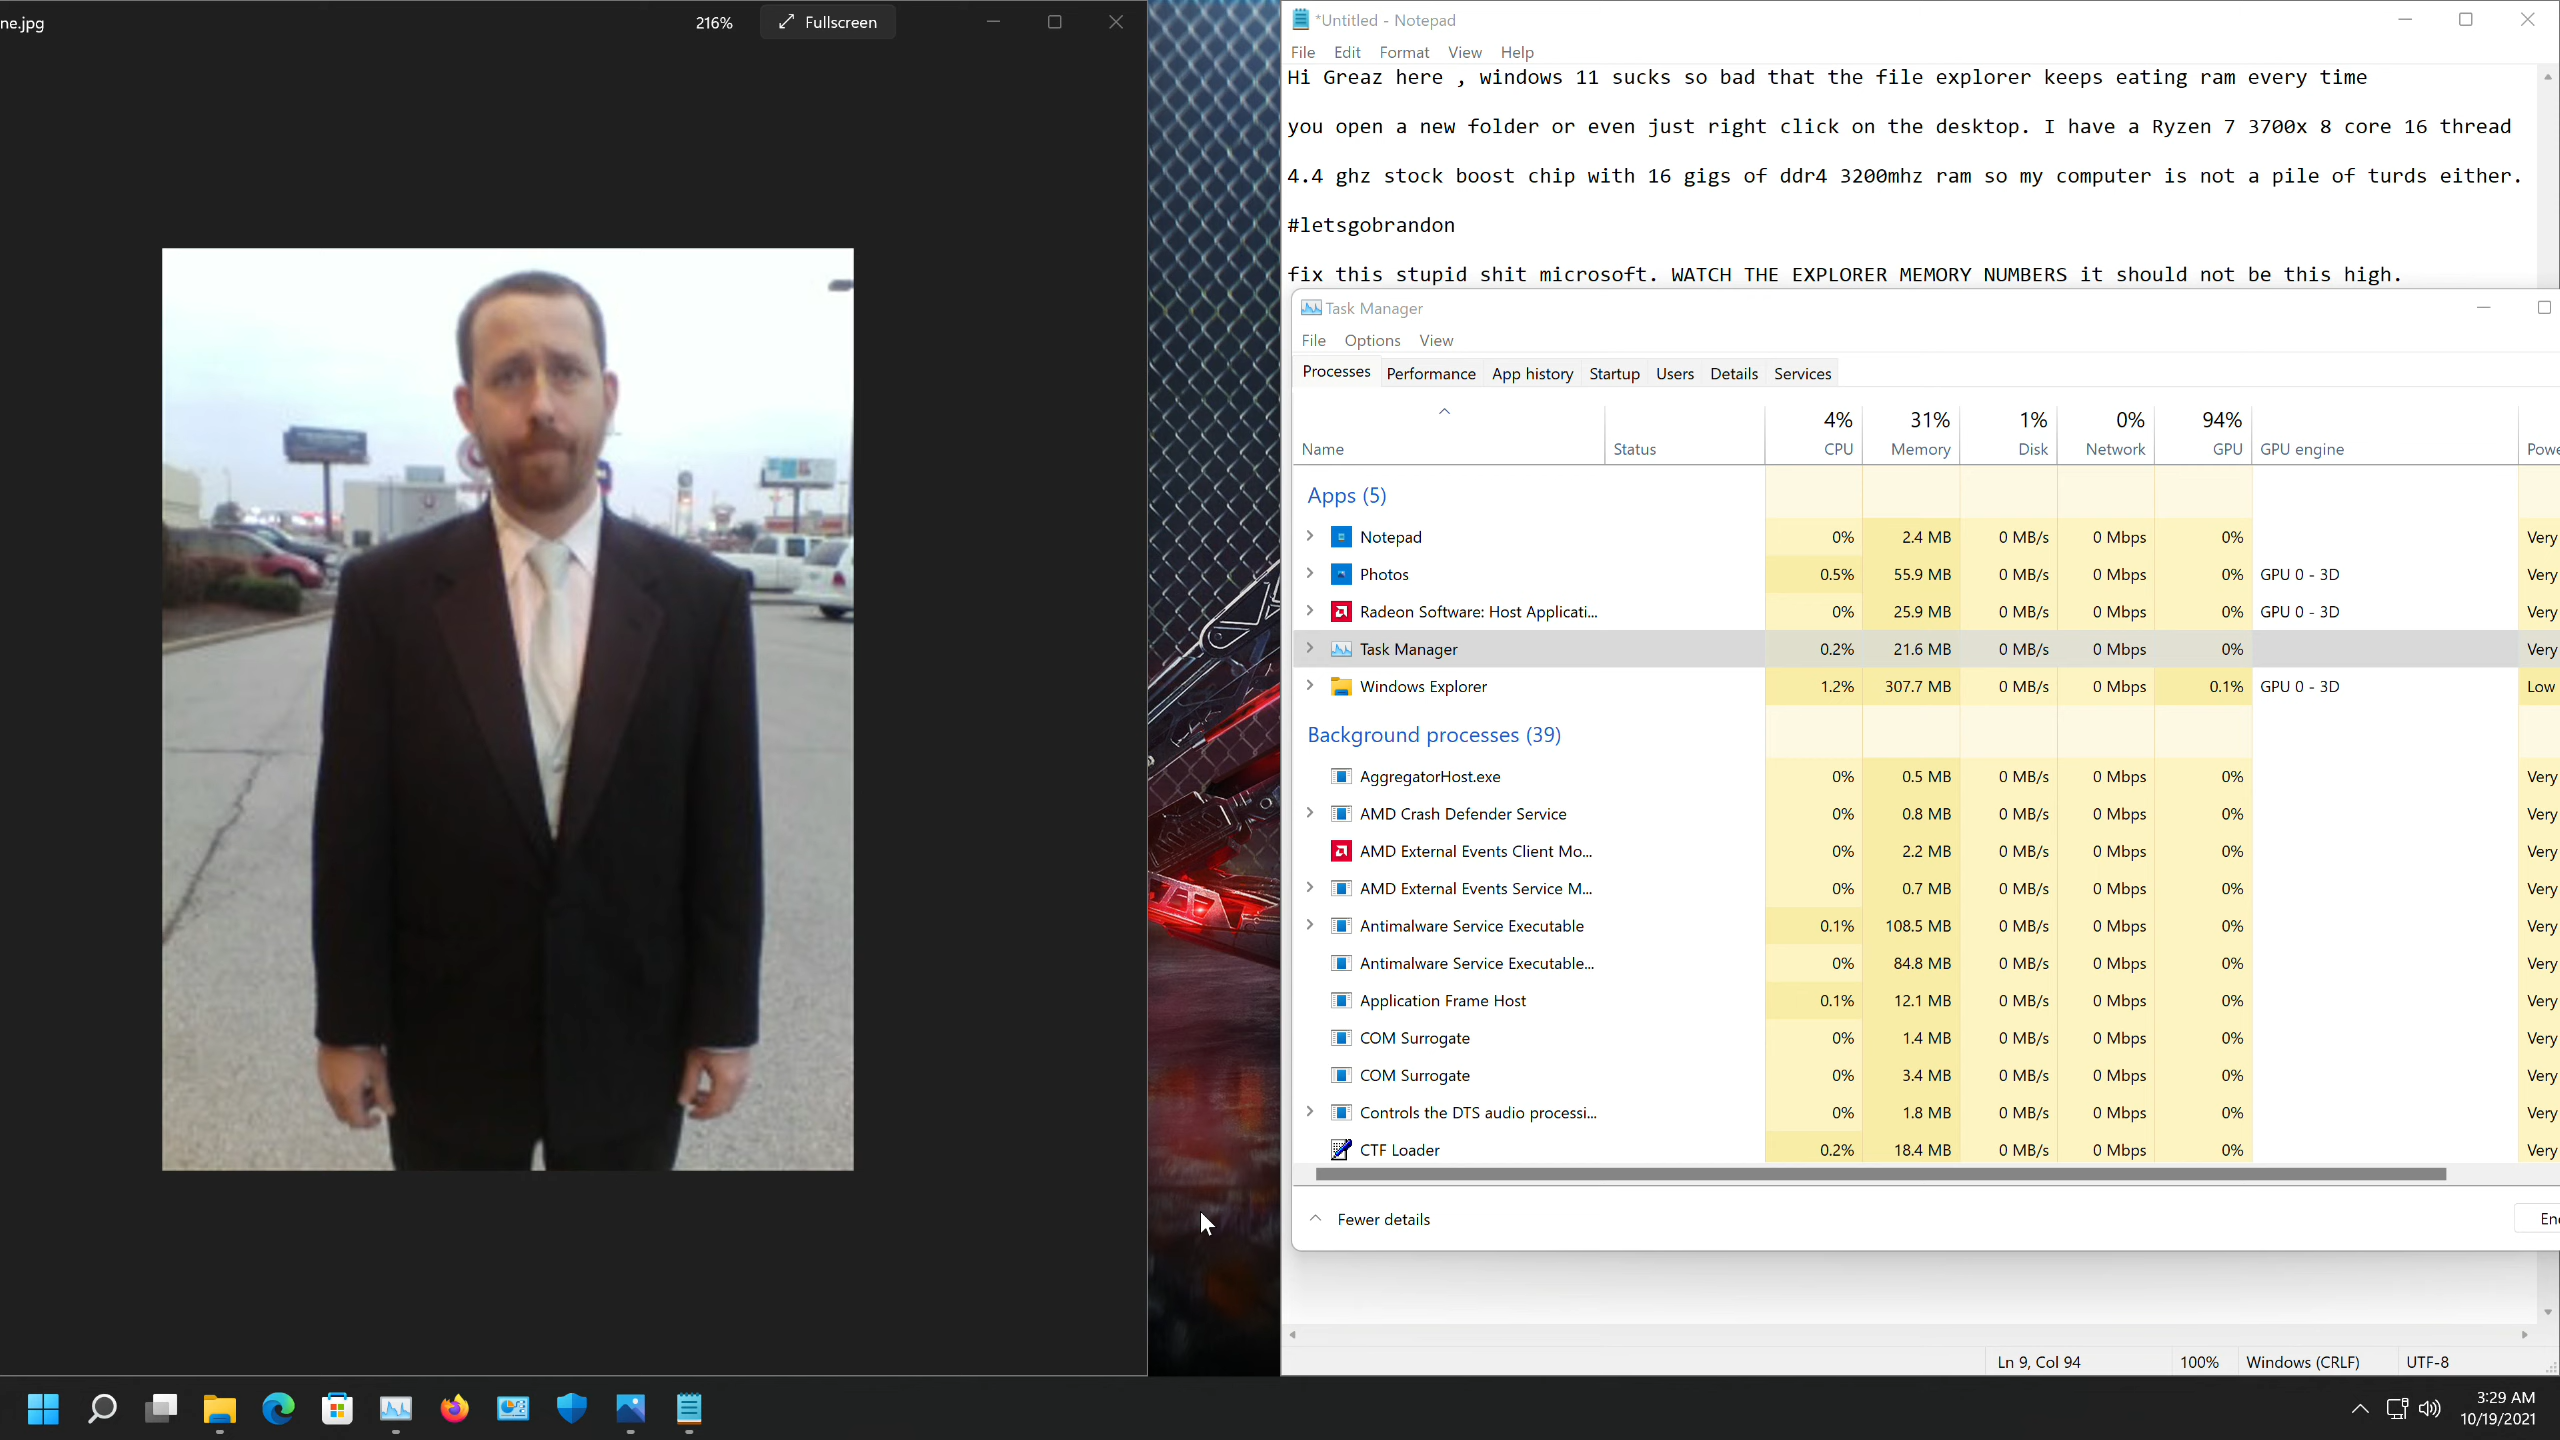 ne.jpg
216%
Fullscreen
*Untitled - Notepad
File Edit Format View Help
Hi Greaz here , windows 11 sucks so bad that the file explorer keeps eating ram every time
you open a new folder or even just right click on the desktop. I have a Ryzen 7 3700x 8 core 16 thread
4.4 ghz stock boost chip with 16 gigs of ddr4 3200mhz ram so my computer is not a pile of turds either.
#letsgobrandon
fix this stupid shit microsoft. WATCH THE EXPLORER MEMORY NUMBERS it should not be this high.
Task Manager
File Options View
Processes Performance App history Startup Users Details Services
4% 31% 1% 0% 94%
Name Status CPU Memory Disk Network GPU GPU engine Powe
Apps (5)
Notepad 0% 2.4 MB 0 MB/s 0 Mbps 0% Very
Photos 0.5% 55.9 MB 0 MB/s 0 Mbps 0% GPU 0 - 3D Very
Radeon Software: Host Applicati... 0% 25.9 MB 0 MB/s 0 Mbps 0% GPU 0 - 3D Very
Task Manager 0.2% 21.6 MB 0 MB/s 0 Mbps 0% Very
Windows Explorer 1.2% 307.7 MB 0 MB/s 0 Mbps 0.1% GPU 0 - 3D Low
Background processes (39)
AggregatorHost.exe 0% 0.5 MB 0 MB/s 0 Mbps 0% Very
AMD Crash Defender Service 0% 0.8 MB 0 MB/s 0 Mbps 0% Very
AMD External Events Client Mo... 0% 2.2 MB 0 MB/s 0 Mbps 0% Very
AMD External Events Service M... 0% 0.7 MB 0 MB/s 0 Mbps 0% Very
Antimalware Service Executable 0.1% 108.5 MB 0 MB/s 0 Mbps 0% Very
Antimalware Service Executable... 0% 84.8 MB 0 MB/s 0 Mbps 0% Very
Application Frame Host 0.1% 12.1 MB 0 MB/s 0 Mbps 0% Very
COM Surrogate 0% 1.4 MB 0 MB/s 0 Mbps 0% Very
COM Surrogate 0% 3.4 MB 0 MB/s 0 Mbps 0% Very
Controls the DTS audio processi... 0% 1.8 MB 0 MB/s 0 Mbps 0% Very
CTF Loader 0.2% 18.4 MB 0 MB/s 0 Mbps 0% Very
Fewer details
En
Ln 9, Col 94 100% Windows (CRLF) UTF-8
3:29 AM
10/19/2021